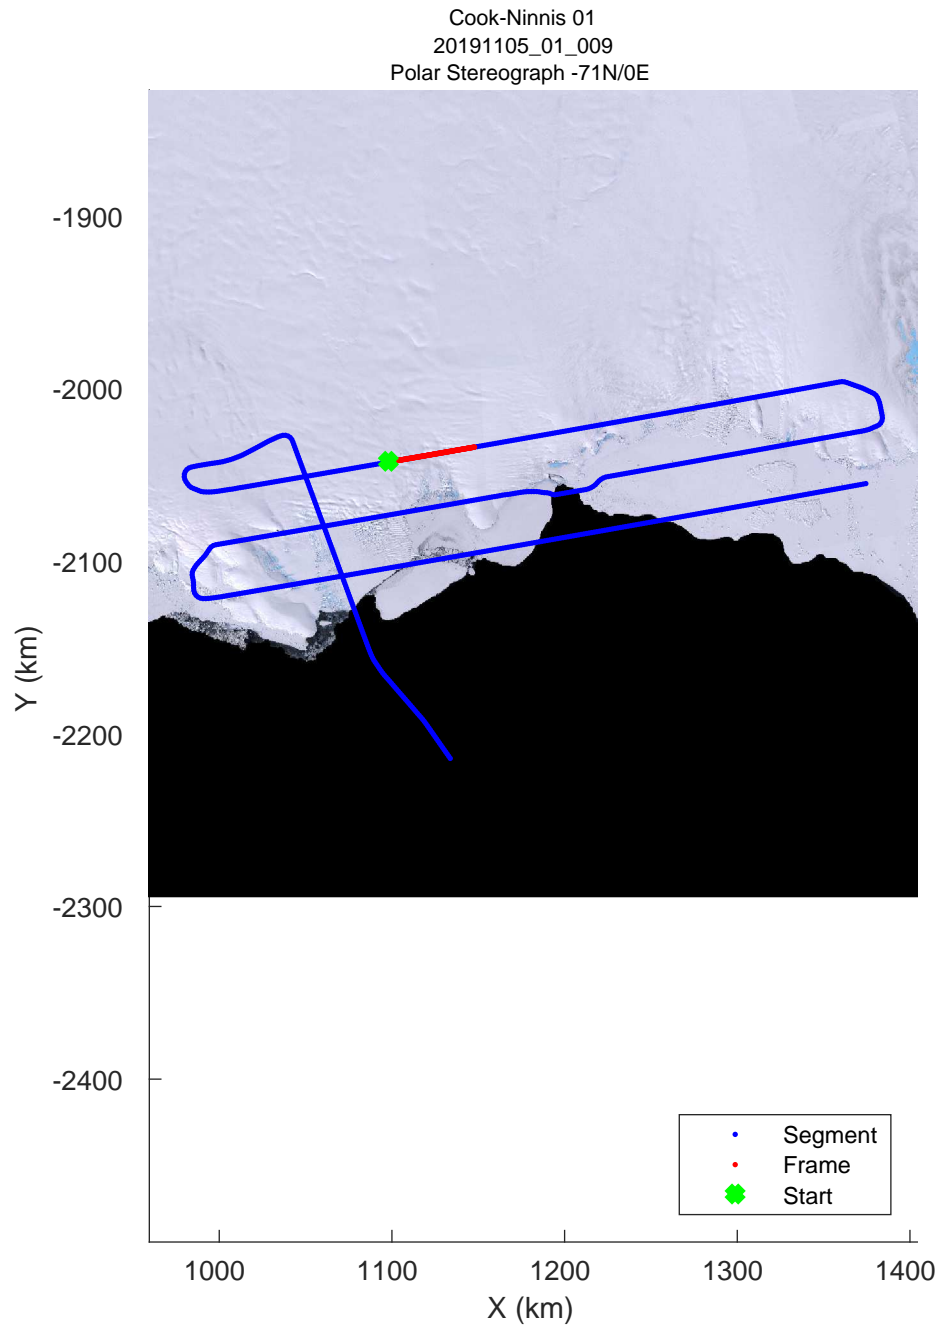 Cook-Ninnis 01
20191105_01_009
Polar Stereograph -71N/0E
-1900
-2000
-2100
-2200
-2300
-2400
Y (km)
1000
1100
1200
1300
1400
X (km)
Segment
Frame
Start